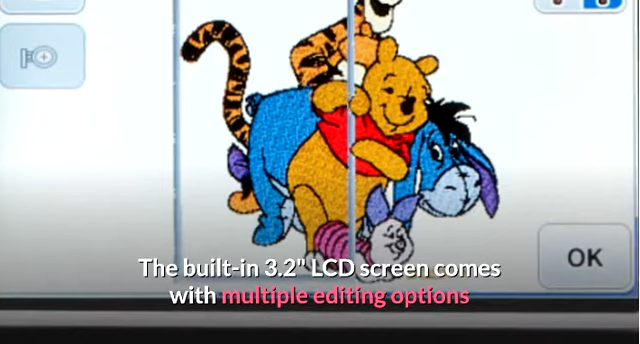 OK
The built-in 3.2" LCD screen comes
with multiple editing options